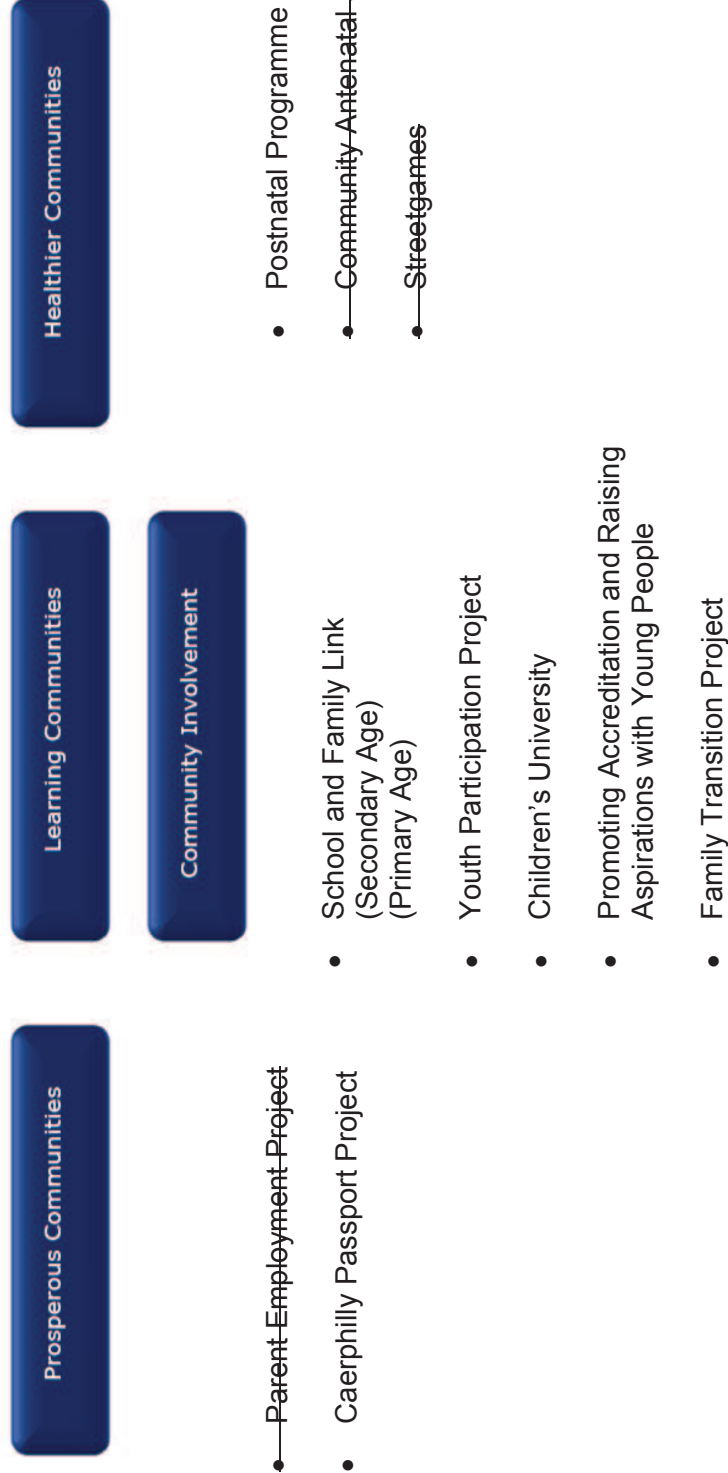 Prosperous Communities
Parent Employment Project
Caerphilly Passport Project
Learning Communities
Community Involvement
School and Family Link
(Secondary Age)
(Primary Age)
Youth Participation Project
Children's University
Promoting Accreditation and Raising
Aspirations with Young People
Family Transition Project
Healthier Communities
Postnatal Programme
Community Antenatal
Streetgames